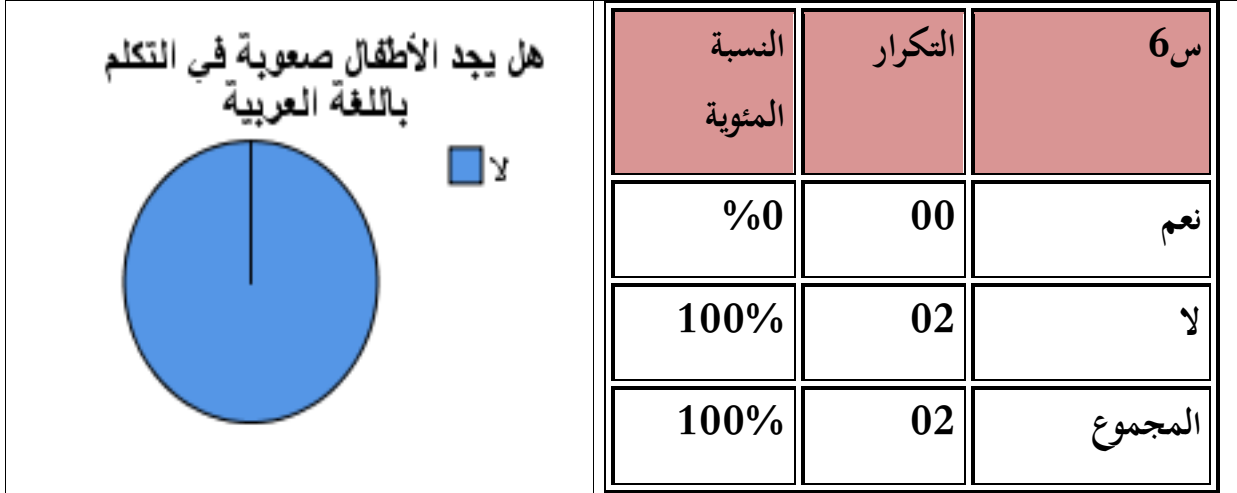 س6 التكرار النسبة
المئوية
نعم 00 %0
لا 02 100%
المجموع 02 100%
هل يجد الأطفال صعوبة في التكلم
باللغة العربية
لا